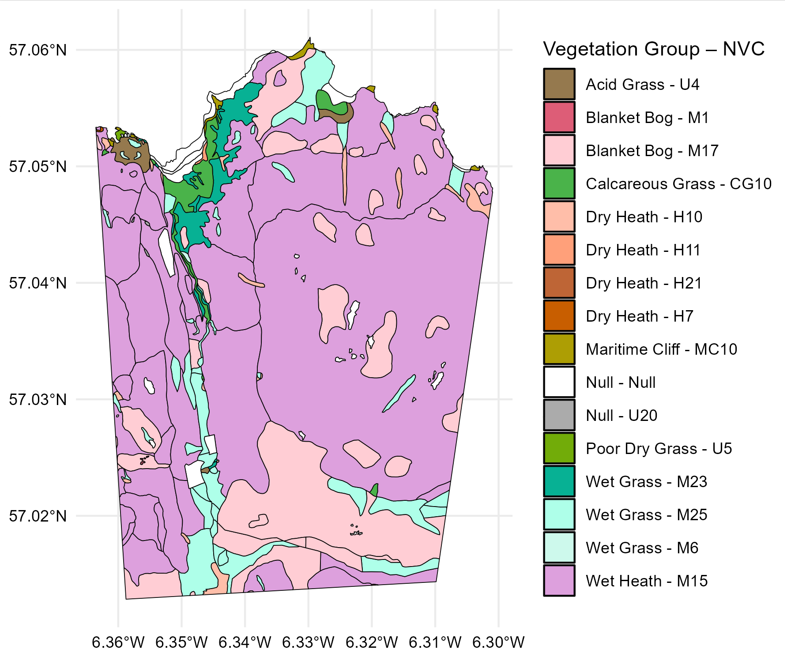 57.06°N
57.05°N
57.04°N
57.03°N
57.02°N
6.36°W 6.35°W 6.34°W 6.33°W 6.32°W 6.31°W 6.30°W
Vegetation Group – NVC
Acid Grass - U4
Blanket Bog - M1
Blanket Bog - M17
Calcareous Grass - CG10
Dry Heath - H10
Dry Heath - H11
Dry Heath - H21
Dry Heath - H7
Maritime Cliff - MC10
Null - Null
Null - U20
Poor Dry Grass - U5
Wet Grass - M23
Wet Grass - M25
Wet Grass - M6
Wet Heath - M15